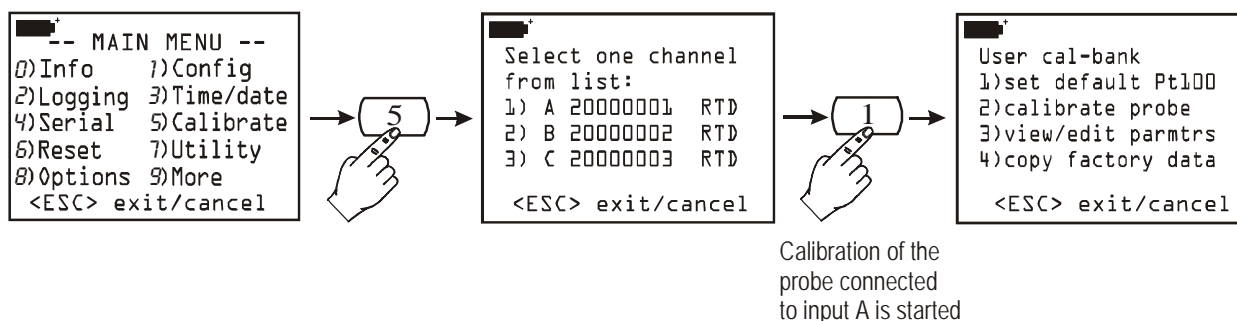 -- MAIN MENU --
0)Info 1)Config
2)Logging 3)Time/date
4)Serial 5)Calibrate
6)Reset 7)Utility
8)Options 9)More
<ESC> exit/cancel
5
Select one channel
from list:
1) A 20000001 RTD
2) B 20000002 RTD
3) C 20000003 RTD
<ESC> exit/cancel
1
Calibration of the
probe connected
to input A is started
User cal-bank
1)set default Pt100
2)calibrate probe
3)view/edit parmtrs
4)copy factory data
<ESC> exit/cancel